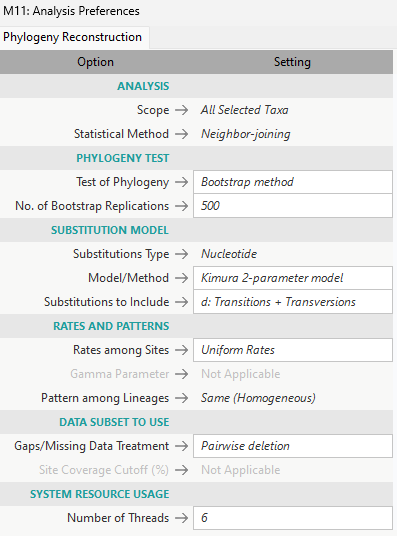 M11: Analysis Preferences
Phylogeny Reconstruction
Option Setting
ANALYSIS
Scope → All Selected Taxa
Statistical Method → Neighbor-joining
PHYLOGENY TEST
Test of Phylogeny → Bootstrap method
No. of Bootstrap Replications → 500
SUBSTITUTION MODEL
Substitutions Type → Nucleotide
Model/Method → Kimura 2-parameter model
Substitutions to Include → d: Transitions + Transversions
RATES AND PATTERNS
Rates among Sites → Uniform Rates
Gamma Parameter → Not Applicable
Pattern among Lineages → Same (Homogeneous)
DATA SUBSET TO USE
Gaps/Missing Data Treatment → Pairwise deletion
Site Coverage Cutoff (%) → Not Applicable
SYSTEM RESOURCE USAGE
Number of Threads → 6